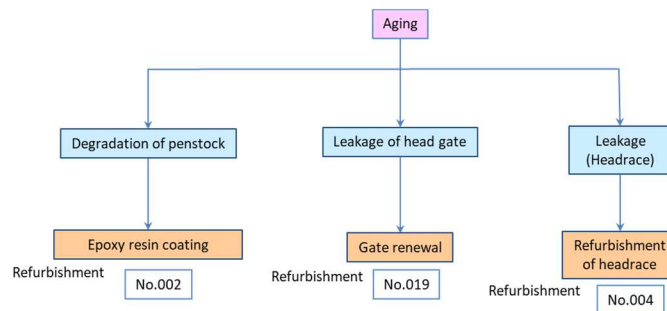 Aging
Degradation of penstock
Leakage of head gate
Leakage
(Headrace)
Epoxy resin coating
Gate renewal
Refurbishment
of headrace
Refurbishment
No.002
Refurbishment
No.019
Refurbishment
No.004